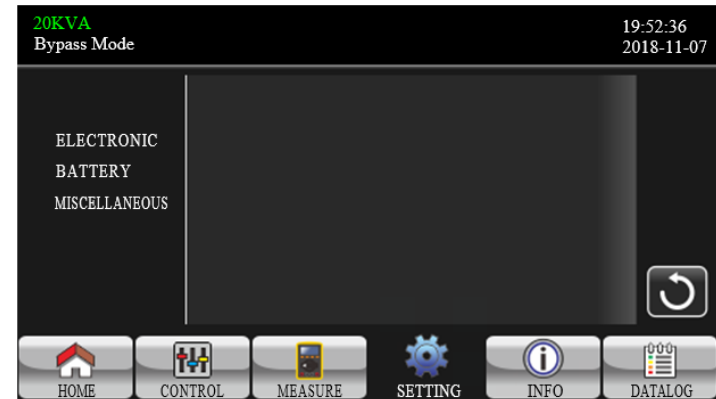 20KVA
Bypass Mode
19:52:36
2018-11-07
ELECTRONIC
BATTERY
MISCELLANEOUS
HOME
CONTROL
MEASURE
SETTING
INFO
DATALOG